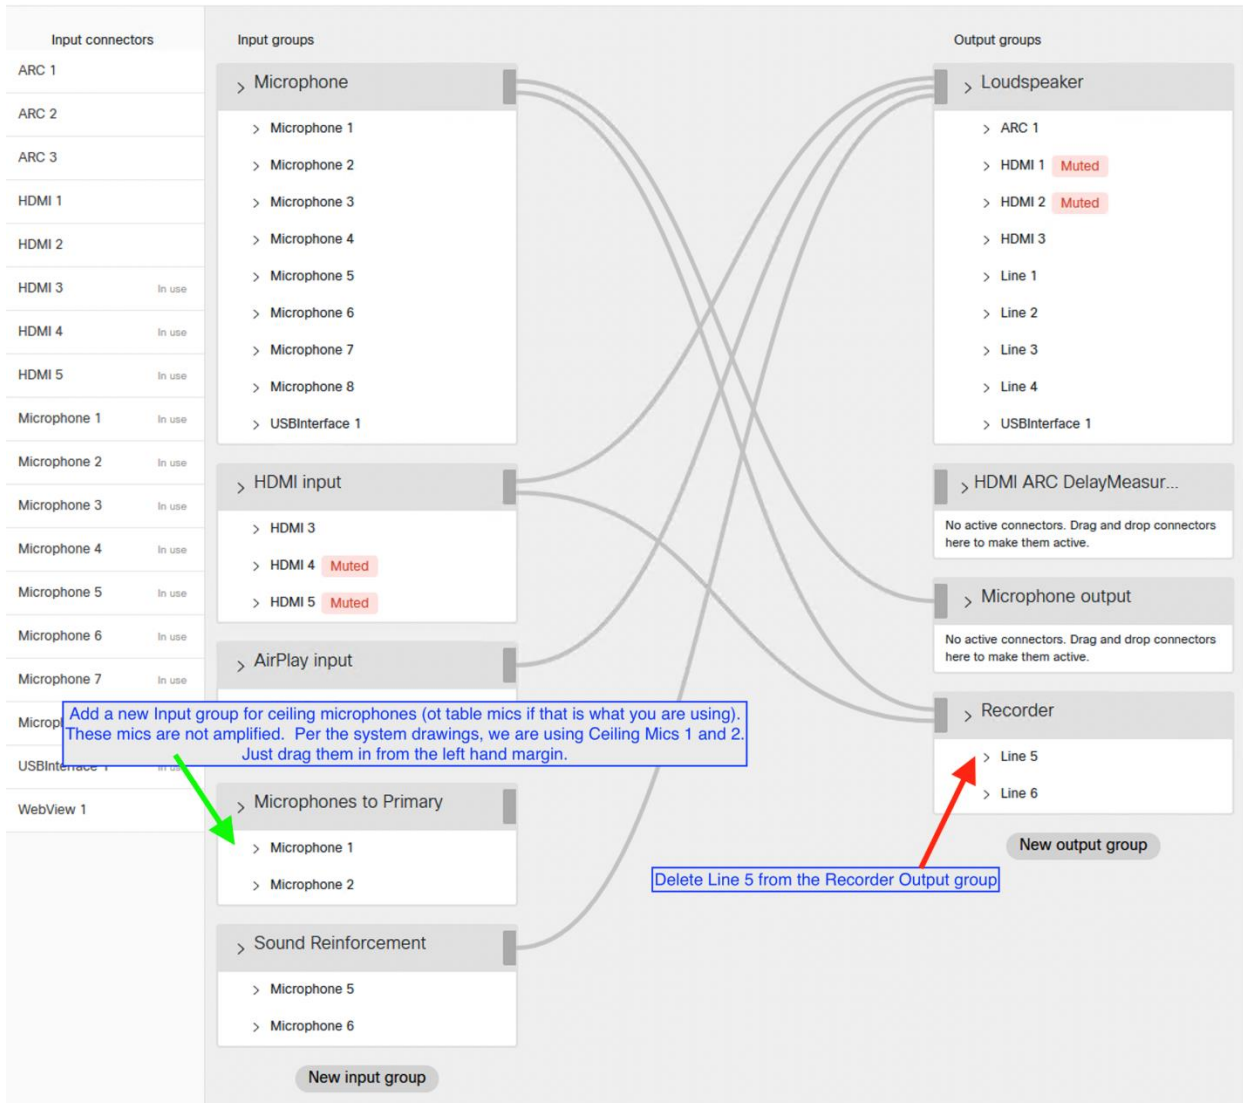 Input connectors
ARC 1
ARC 2
ARC 3
HDMI 1
HDMI 2
HDMI 3 In use
HDMI 4 In use
HDMI 5 In use
Microphone 1 In use
Microphone 2 In use
Microphone 3 In use
Microphone 4 In use
Microphone 5 In use
Microphone 6 In use
Microphone 7 In use
WebView 1
Input groups
Microphone
Microphone 1
Microphone 2
Microphone 3
Microphone 4
Microphone 5
Microphone 6
Microphone 7
Microphone 8
USBInterface 1
HDMI input
HDMI 3
HDMI 4 Muted
HDMI 5 Muted
AirPlay input
Add a new Input group for ceiling microphones (ot table mics if that is what you are using).
These mics are not amplified. Per the system drawings, we are using Ceiling Mics 1 and 2.
Just drag them in from the left hand margin.
Microphones to Primary
Microphone 1
Microphone 2
Sound Reinforcement
Microphone 5
Microphone 6
New input group
Output groups
Loudspeaker
ARC 1
HDMI 1 Muted
HDMI 2 Muted
HDMI 3
Line 1
Line 2
Line 3
Line 4
USBInterface 1
HDMI ARC DelayMeasur...
No active connectors. Drag and drop connectors
here to make them active.
Microphone output
No active connectors. Drag and drop connectors
here to make them active.
Recorder
Line 5
Line 6
New output group
Delete Line 5 from the Recorder Output group